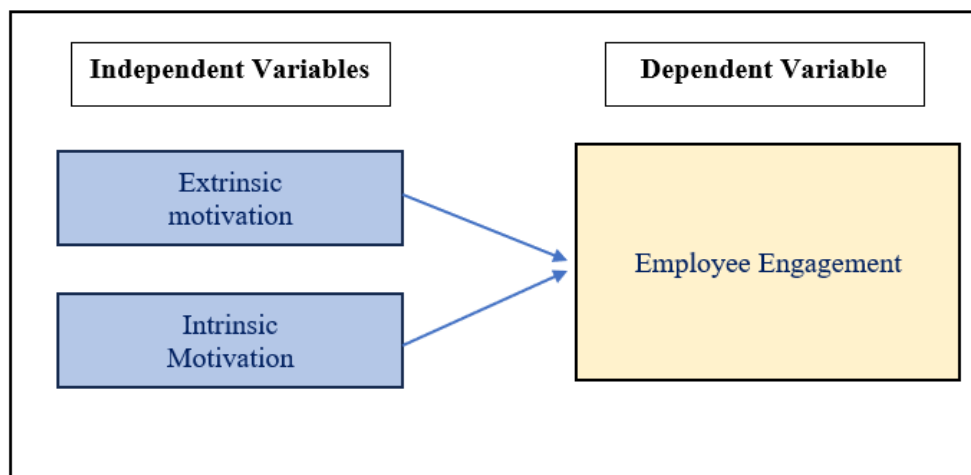 Independent Variables
Dependent Variable
Extrinsic
motivation
Employee Engagement
Intrinsic
Motivation